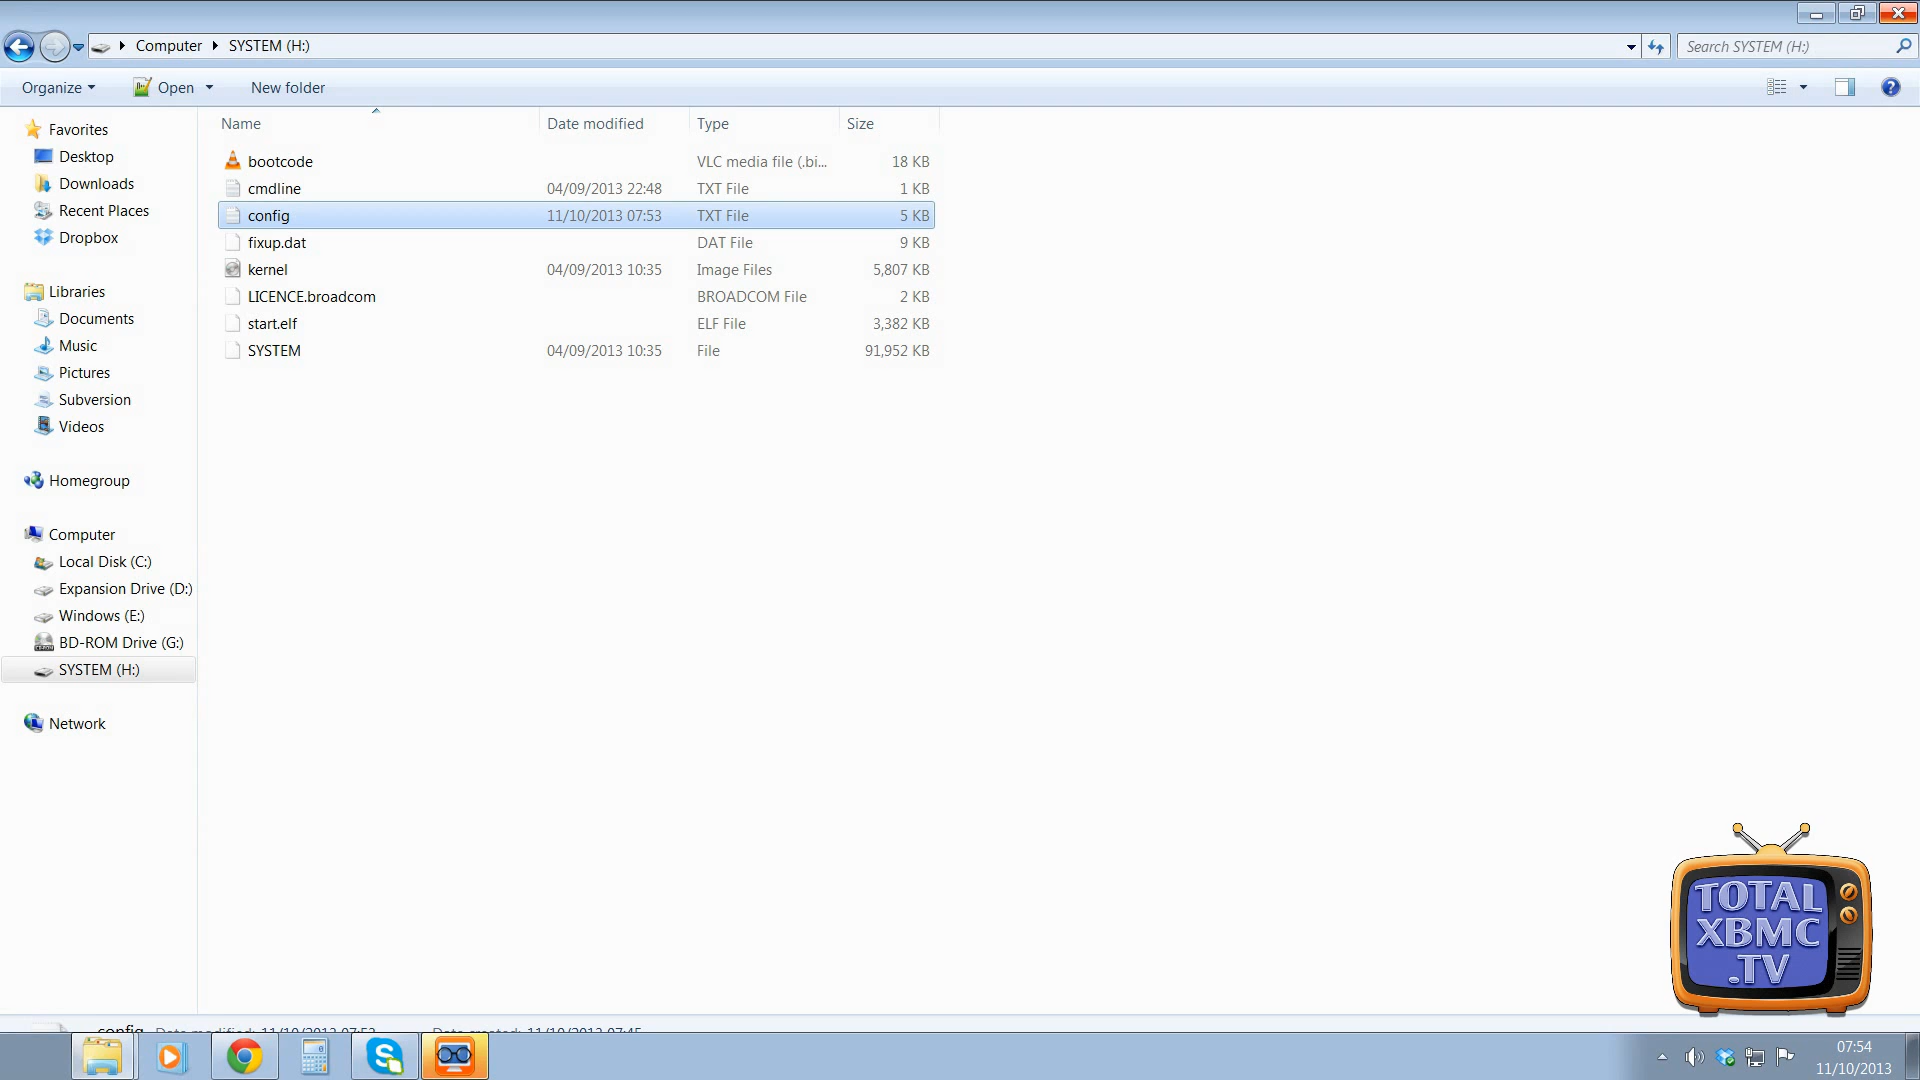 Computer SYSTEM (H:)
Search SYSTEM (H:)
Organize Open New folder
Name Date modified Type Size
bootcode VLC media file (.bi... 18 KB
cmdline 04/09/2013 22:48 TXT File 1 KB
config 11/10/2013 07:53 TXT File 5 KB
fixup.dat DAT File 9 KB
kernel 04/09/2013 10:35 Image Files 5,807 KB
LICENCE.broadcom BROADCOM File 2 KB
start.elf ELF File 3,382 KB
SYSTEM 04/09/2013 10:35 File 91,952 KB
Favorites
Desktop
Downloads
Recent Places
Dropbox
Libraries
Documents
Music
Pictures
Subversion
Videos
Homegroup
Computer
Local Disk (C:)
Expansion Drive (D:)
Windows (E:)
BD-ROM Drive (G:)
SYSTEM (H:)
Network
TOTAL
XBMC
.TV
config Date modified: 11/10/2013 07:53 Date created: 11/10/2013 07:45
07:54
11/10/2013